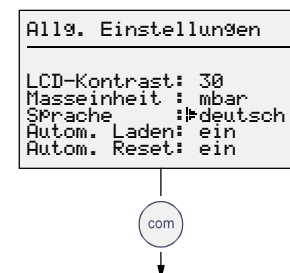 Allg. Einstellungen
LCD-Kontrast: 30
Masseinheit : mbar
Sprache : deutsch
Autom. Laden: ein
Autom. Reset: ein
com